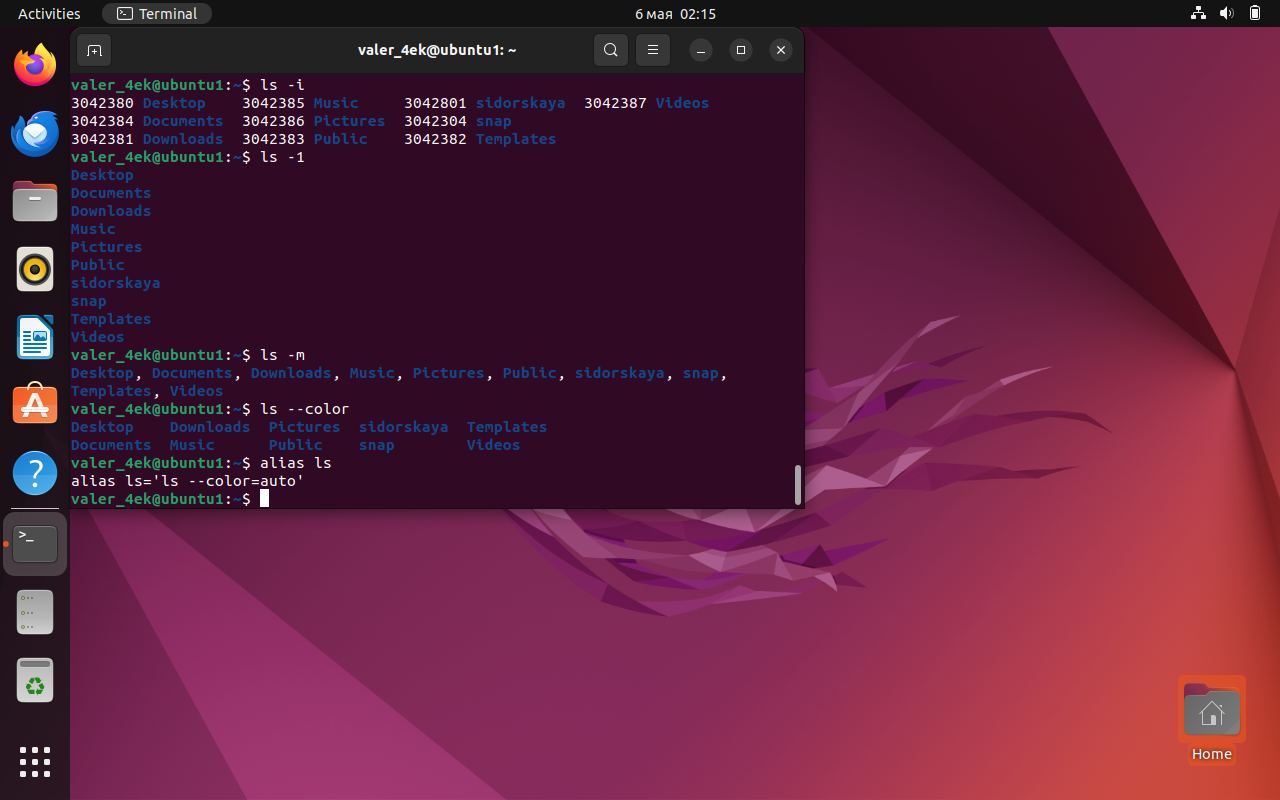 Activities
Terminal
6 мая 02:15
valer_4ek@ubuntu1: ~
valer_4ek@ubuntu1:~$ ls -i
3042380 Desktop 3042385 Music 3042801 sidorskaya 3042387 Videos
3042384 Documents 3042386 Pictures 3042304 snap
3042381 Downloads 3042383 Public 3042382 Templates
valer_4ek@ubuntu1:~$ ls -1
Desktop
Documents
Downloads
Music
Pictures
Public
sidorskaya
snap
Templates
Videos
valer_4ek@ubuntu1:~$ ls -m
Desktop, Documents, Downloads, Music, Pictures, Public, sidorskaya, snap,
Templates, Videos
valer_4ek@ubuntu1:~$ ls --color
Desktop Downloads Pictures sidorskaya Templates
Documents Music Public snap Videos
valer_4ek@ubuntu1:~$ alias ls
alias ls='ls --color=auto'
valer_4ek@ubuntu1:~$
Home